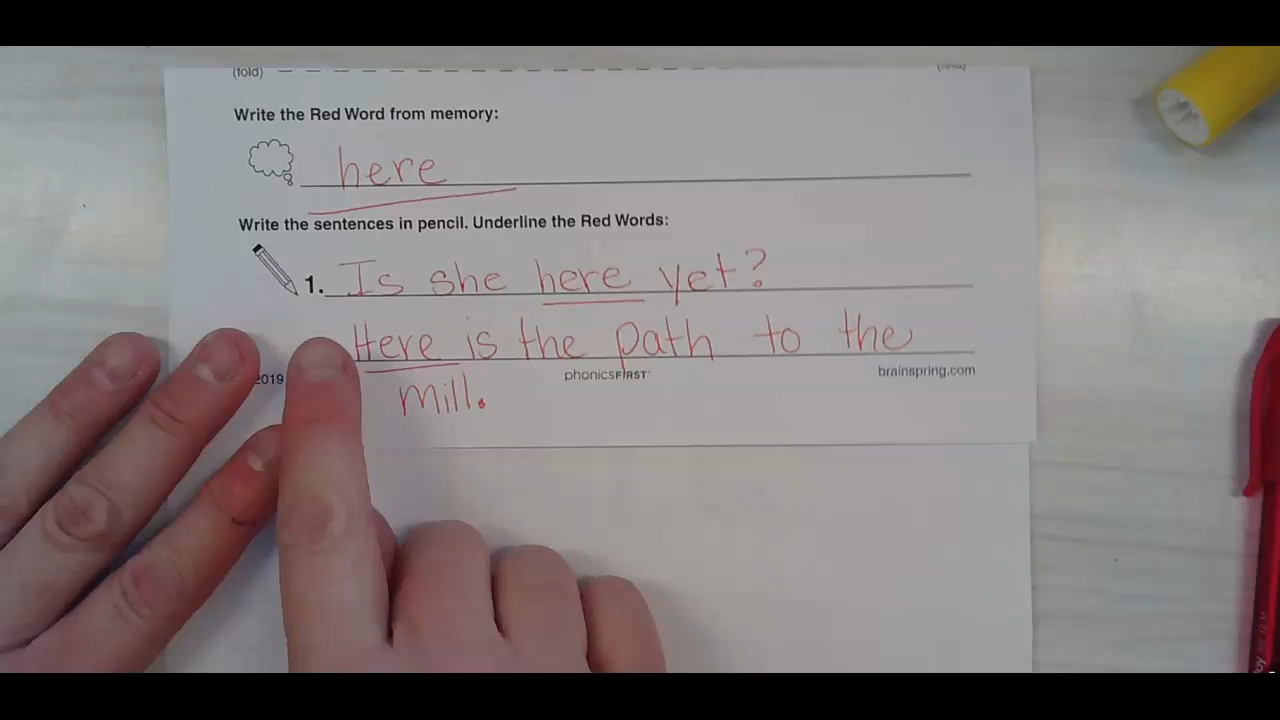 (fold)
Write the Red Word from memory:
here
Write the sentences in pencil. Underline the Red Words:
1. Is she here yet?
Here is the path to the
2019 phonicsFIRST brainspring.com
mill.